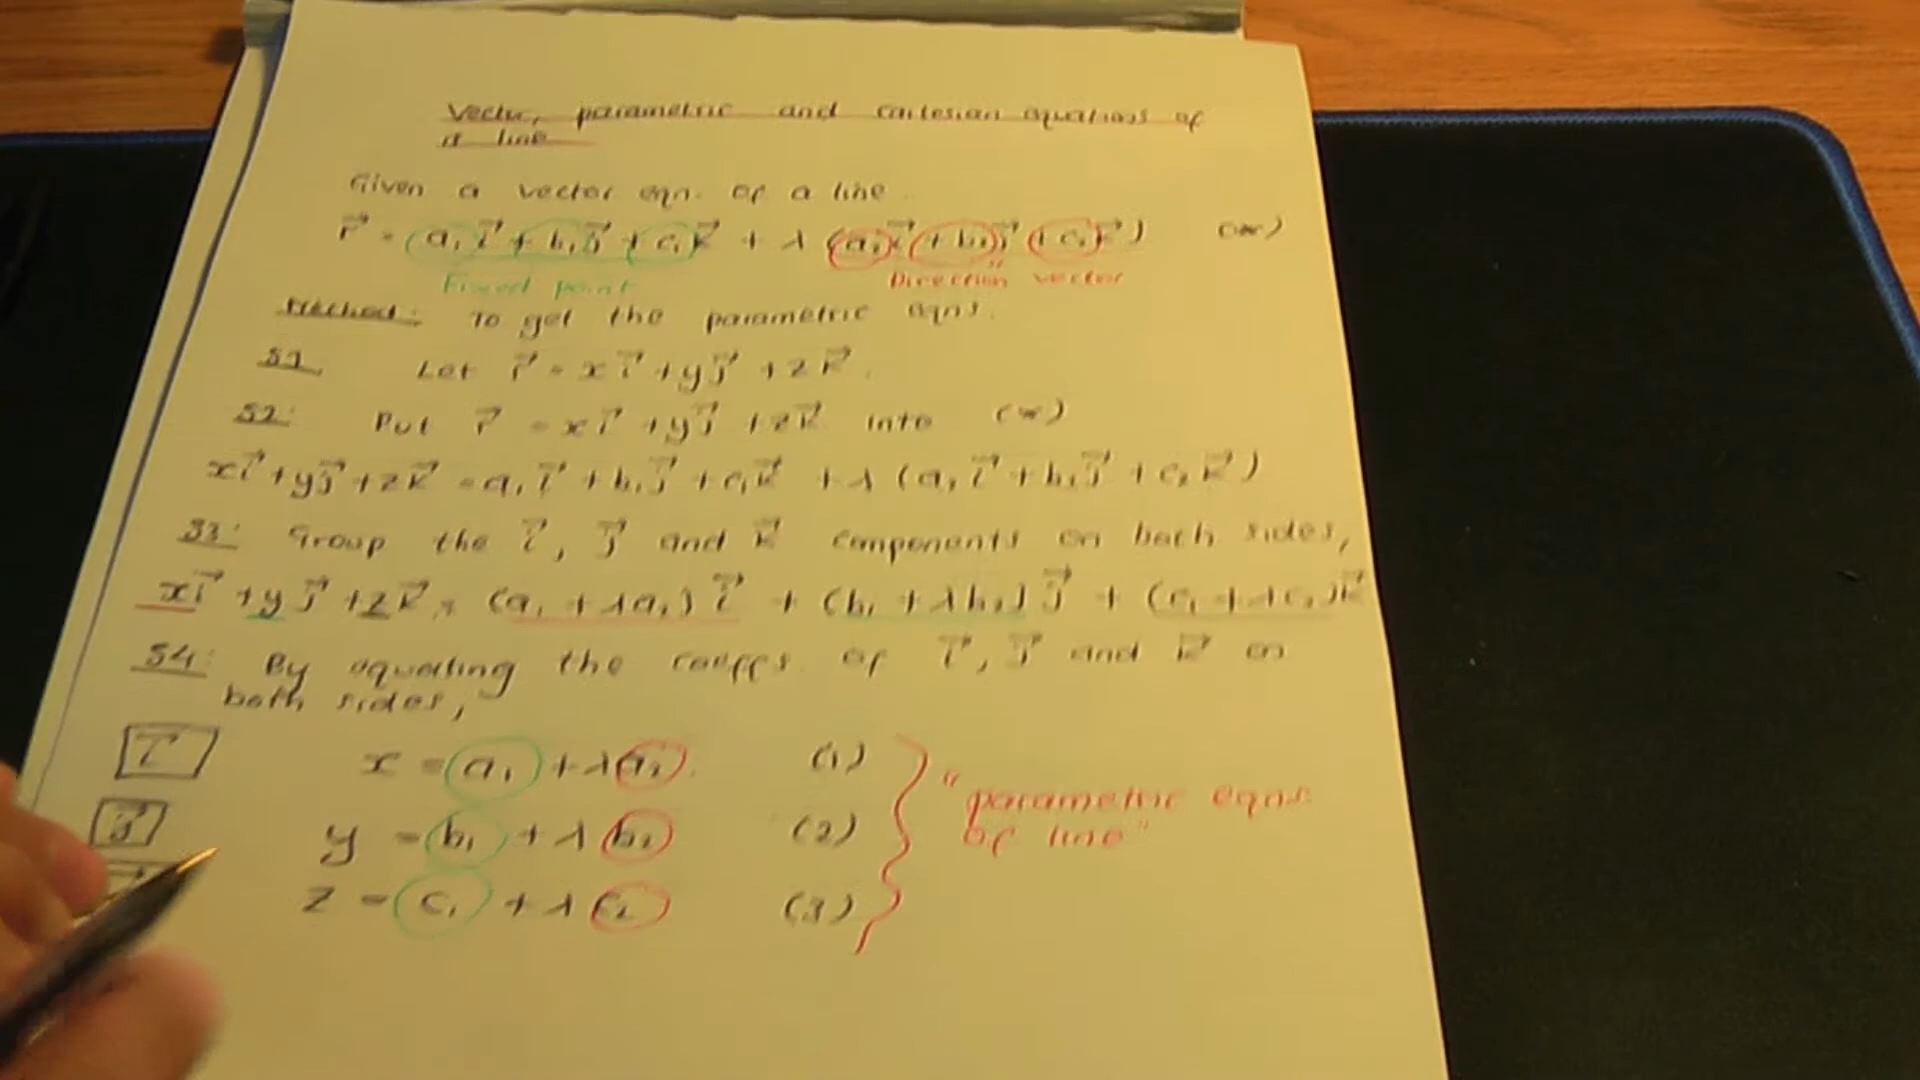 Vector, parametric and cartesian equations of
a line
Given a vector eqn. of a line.
r⃗ = a₁i⃗ + b₁j⃗ + c₁k⃗ + λ (a₂i⃗ + b₂j⃗ + c₂k⃗) (*)
Fixed point Direction vector
Method: To get the parametric eqns.
S1 Let r⃗ = xi⃗ + yj⃗ + zk⃗.
S2: Put r⃗ = xi⃗ + yj⃗ + zk⃗ into (*)
xi⃗ + yj⃗ + zk⃗ = a₁i⃗ + b₁j⃗ + c₁k⃗ + λ (a₂i⃗ + b₂j⃗ + c₂k⃗)
S3: Group the i⃗, j⃗ and k⃗ components on both sides,
xi⃗ + yj⃗ + zk⃗ = (a₁ + λa₂)i⃗ + (b₁ + λb₂)j⃗ + (c₁ + λc₂)k⃗
S4: By equating the coeffs. of i⃗, j⃗ and k⃗ on
both sides,
i⃗ x = a₁ + λa₂. (1)
"parametric eqns.
of line"
j⃗ y = b₁ + λb₂ (2)
z = c₁ + λc₂ (3)